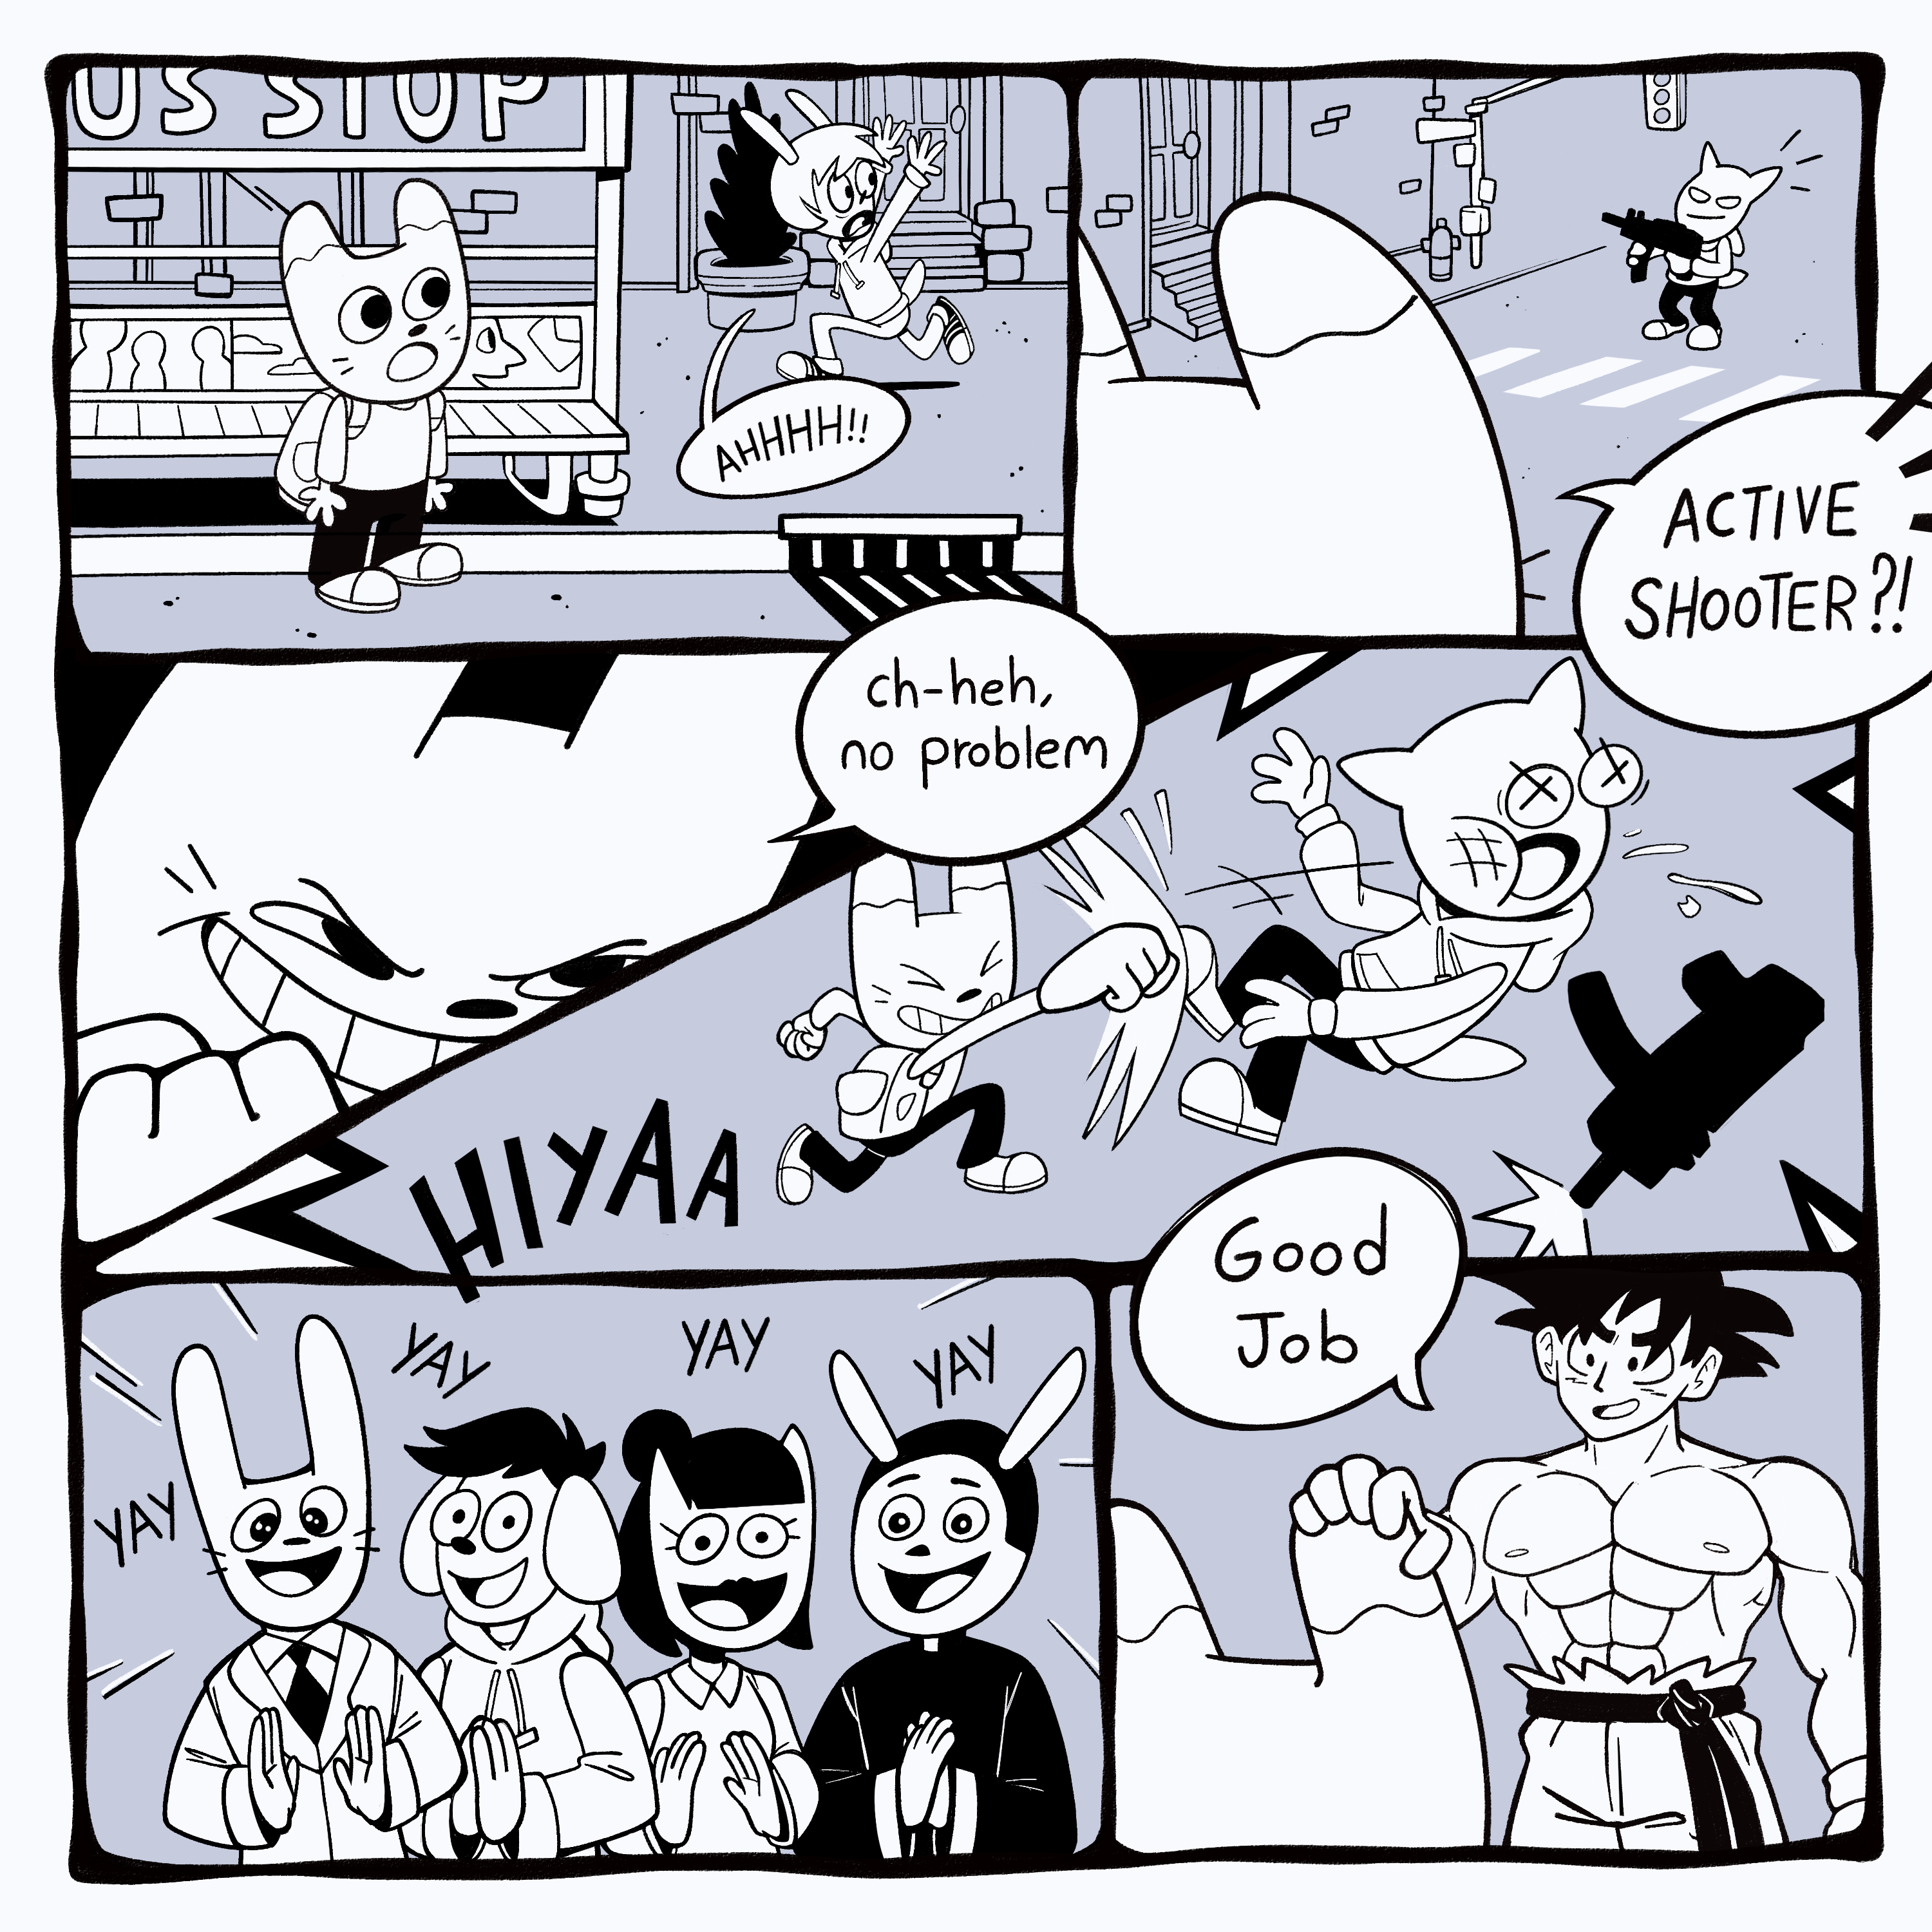 US STOP
AHHHH!!
ACTIVE
SHOOTER?!
ch-heh,
no problem
HIYAA
YAY
YAY
YAY
YAY
Good
Job